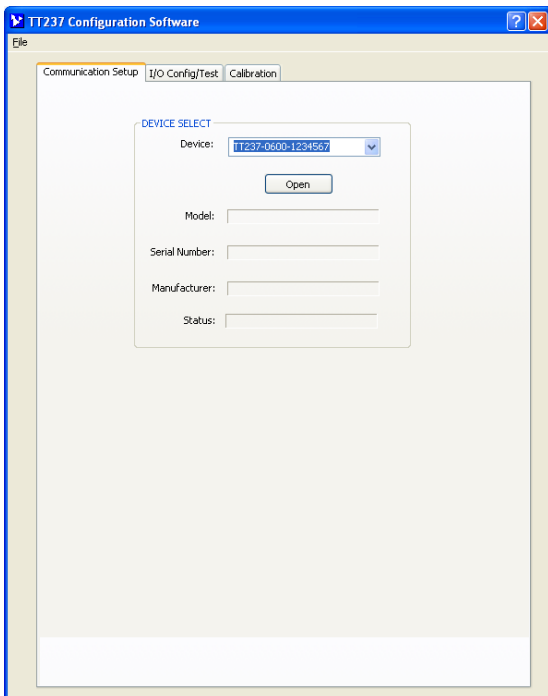 TT237 Configuration Software
File
Communication Setup I/O Config/Test Calibration
DEVICE SELECT
Device: TT237-0600-1234567
Open
Model:
Serial Number:
Manufacturer:
Status: